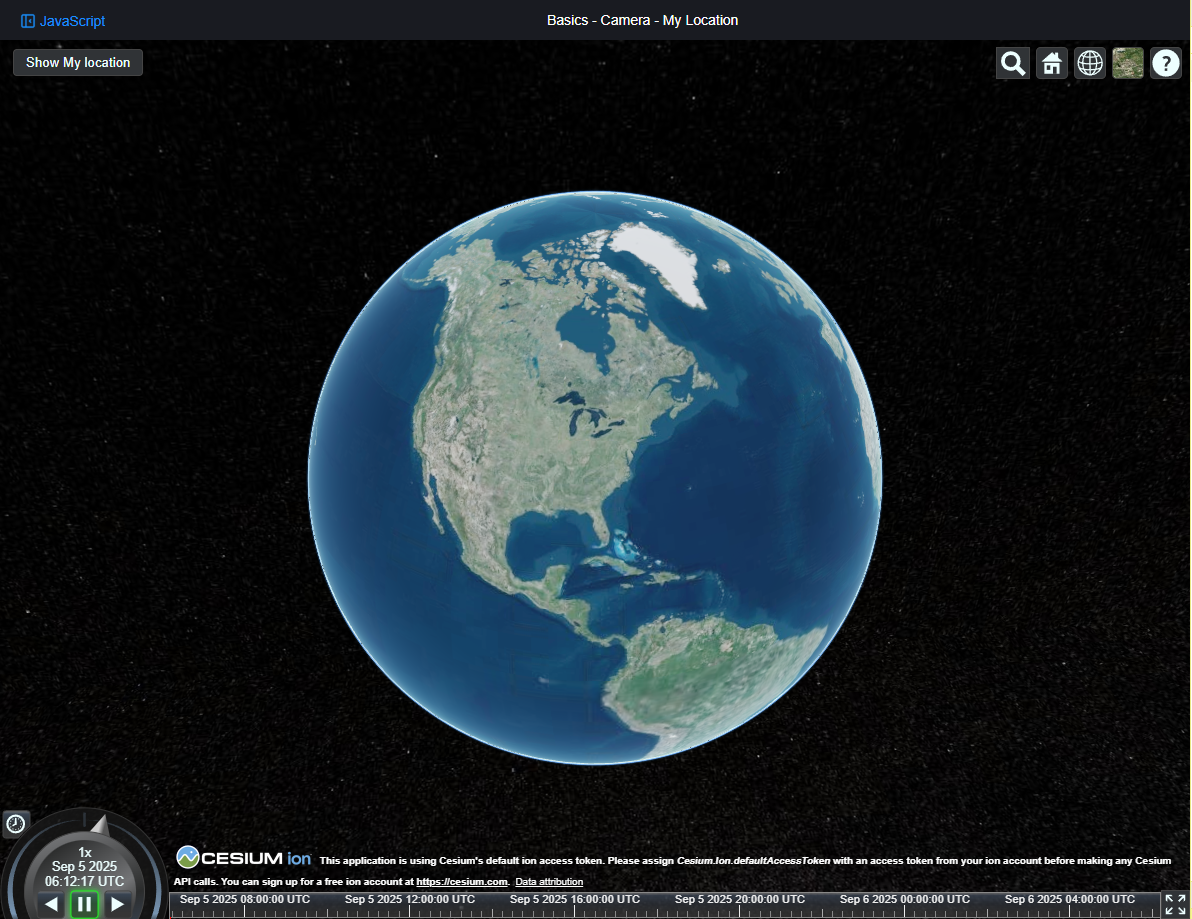 JavaScript
Basics - Camera - My Location
Show My location
?
1x
Sep 5 2025
06:12:17 UTC
CESIUM ion This application is using Cesium's default ion access token. Please assign Cesium.Ion.defaultAccessToken with an access token from your ion account before making any Cesium
API calls. You can sign up for a free ion account at https://cesium.com. Data attribution
Sep 5 2025 08:00:00 UTC Sep 5 2025 12:00:00 UTC Sep 5 2025 16:00:00 UTC Sep 5 2025 20:00:00 UTC Sep 6 2025 00:00:00 UTC Sep 6 2025 04:00:00 UTC